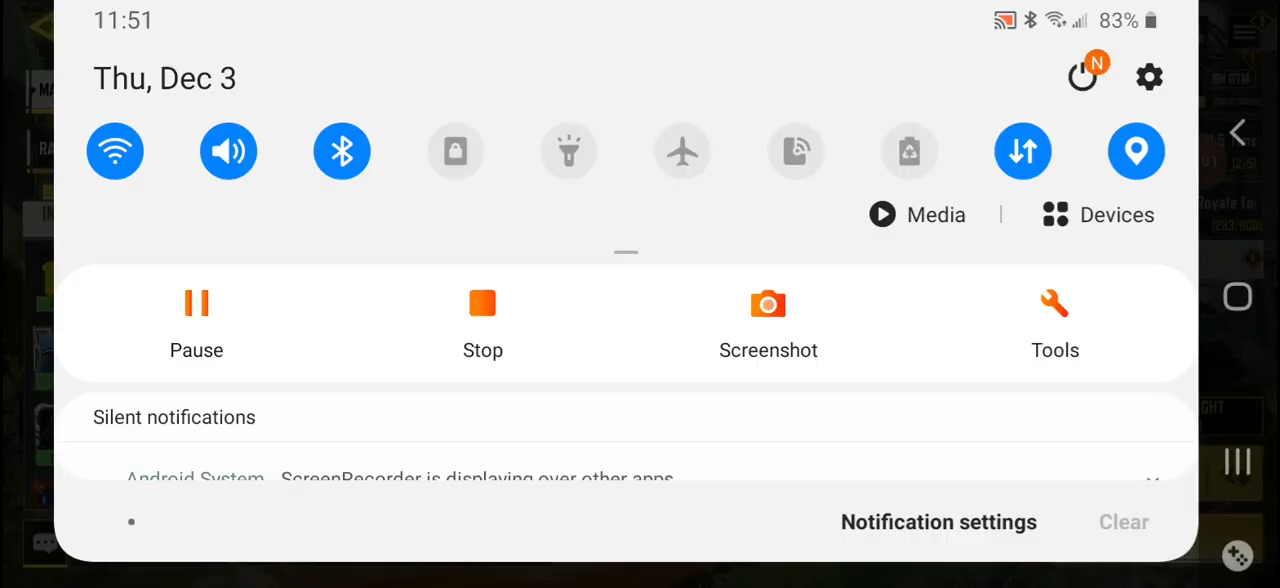 11:51
83%
Thu, Dec 3
N
Media | Devices
Pause
Stop
Screenshot
Tools
Silent notifications
Android System ScreenRecorder is displaying over other apps
Notification settings
Clear